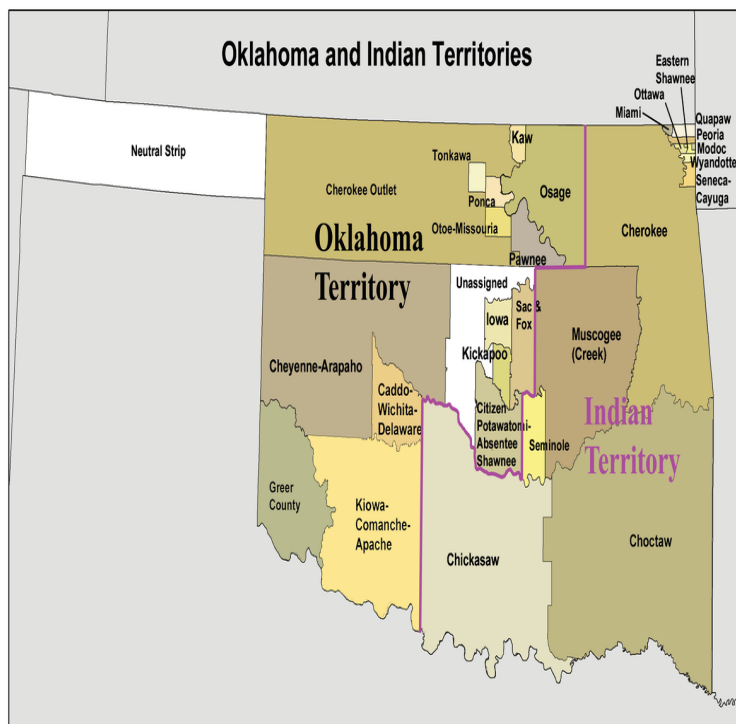 Oklahoma and Indian Territories
Eastern
Shawnee
Ottawa
Miami
Quapaw
Peoria
Modoc
Wyandotte
Seneca-
Cayuga
Neutral Strip
Kaw
Tonkawa
Cherokee Outlet
Ponca
Osage
Otoe-Missouria
Cherokee
Oklahoma
Territory
Pawnee
Unassigned
Iowa
Sac &
Fox
Muscogee
(Creek)
Kickapoo
Cheyenne-Arapaho
Caddo-
Wichita-
Delaware
Citizen
Potawatomi-
Absentee
Shawnee
Seminole
Indian
Territory
Greer
County
Kiowa-
Comanche-
Apache
Chickasaw
Choctaw